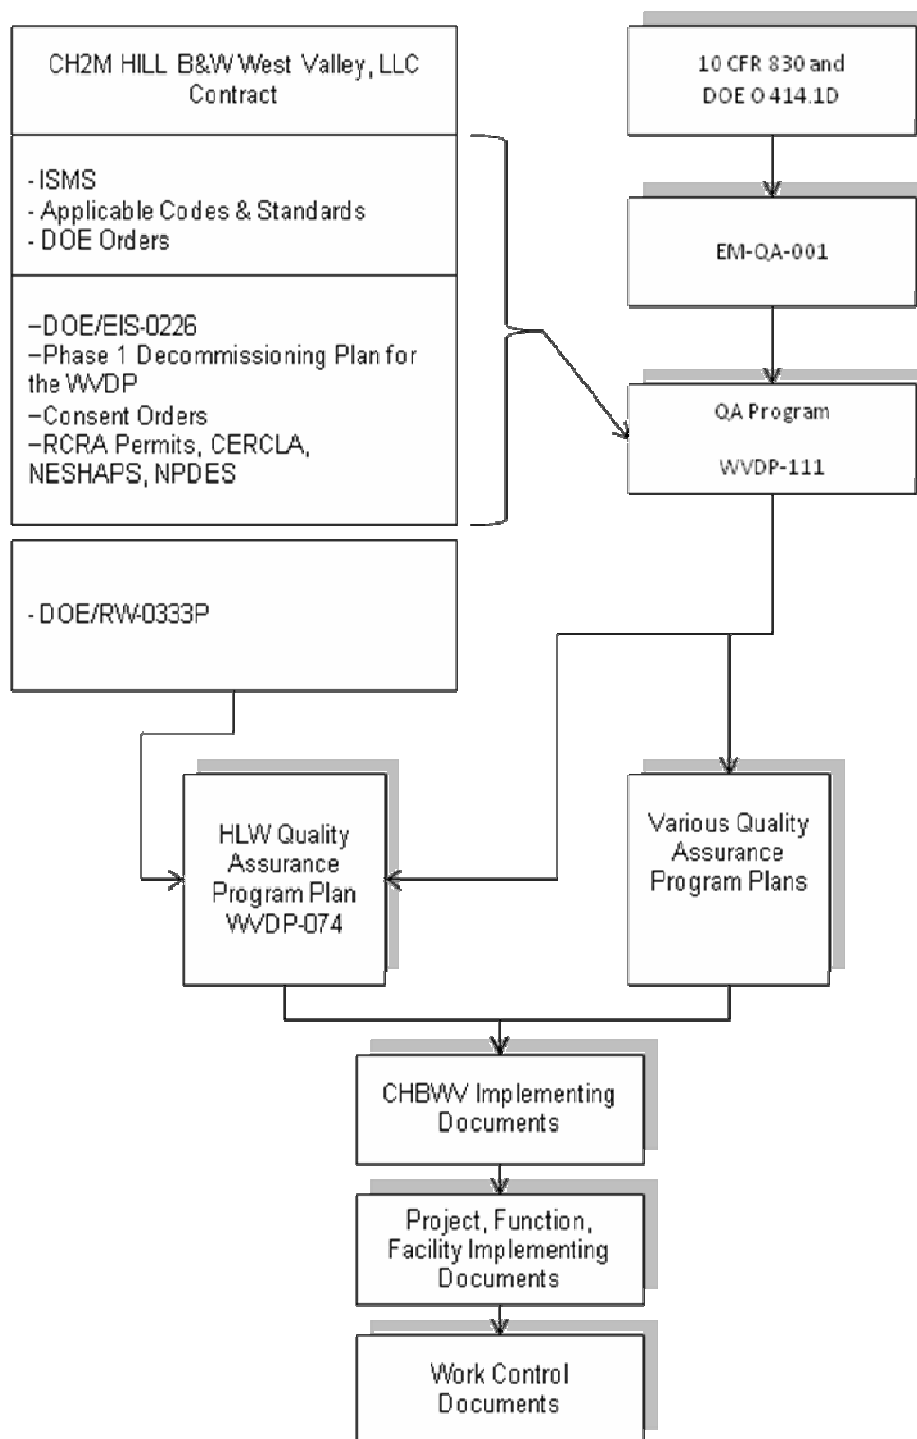 CH2M HILL B&W West Valley, LLC
Contract
- ISMS
- Applicable Codes & Standards
- DOE Orders
–DOE/EIS-0226
–Phase 1 Decommissioning Plan for
the WVDP
–Consent Orders
–RCRA Permits, CERCLA,
NESHAPS, NPDES
- DOE/RW-0333P
10 CFR 830 and
DOE O 414.1D
EM-QA-001
QA Program
WVDP-111
HLW Quality
Assurance
Program Plan
WVDP-074
Various Quality
Assurance
Program Plans
CHBWV Implementing
Documents
Project, Function,
Facility Implementing
Documents
Work Control
Documents